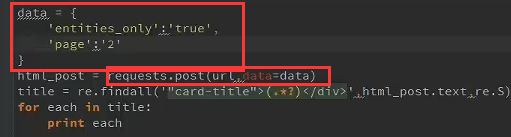 data = {
'entities_only':'true',
'page':'2'
}
html_post = requests.post(url,data=data)
title = re.findall('"card-title">(.*?)</div>',html_post.text,re.S)
for each in title:
print each